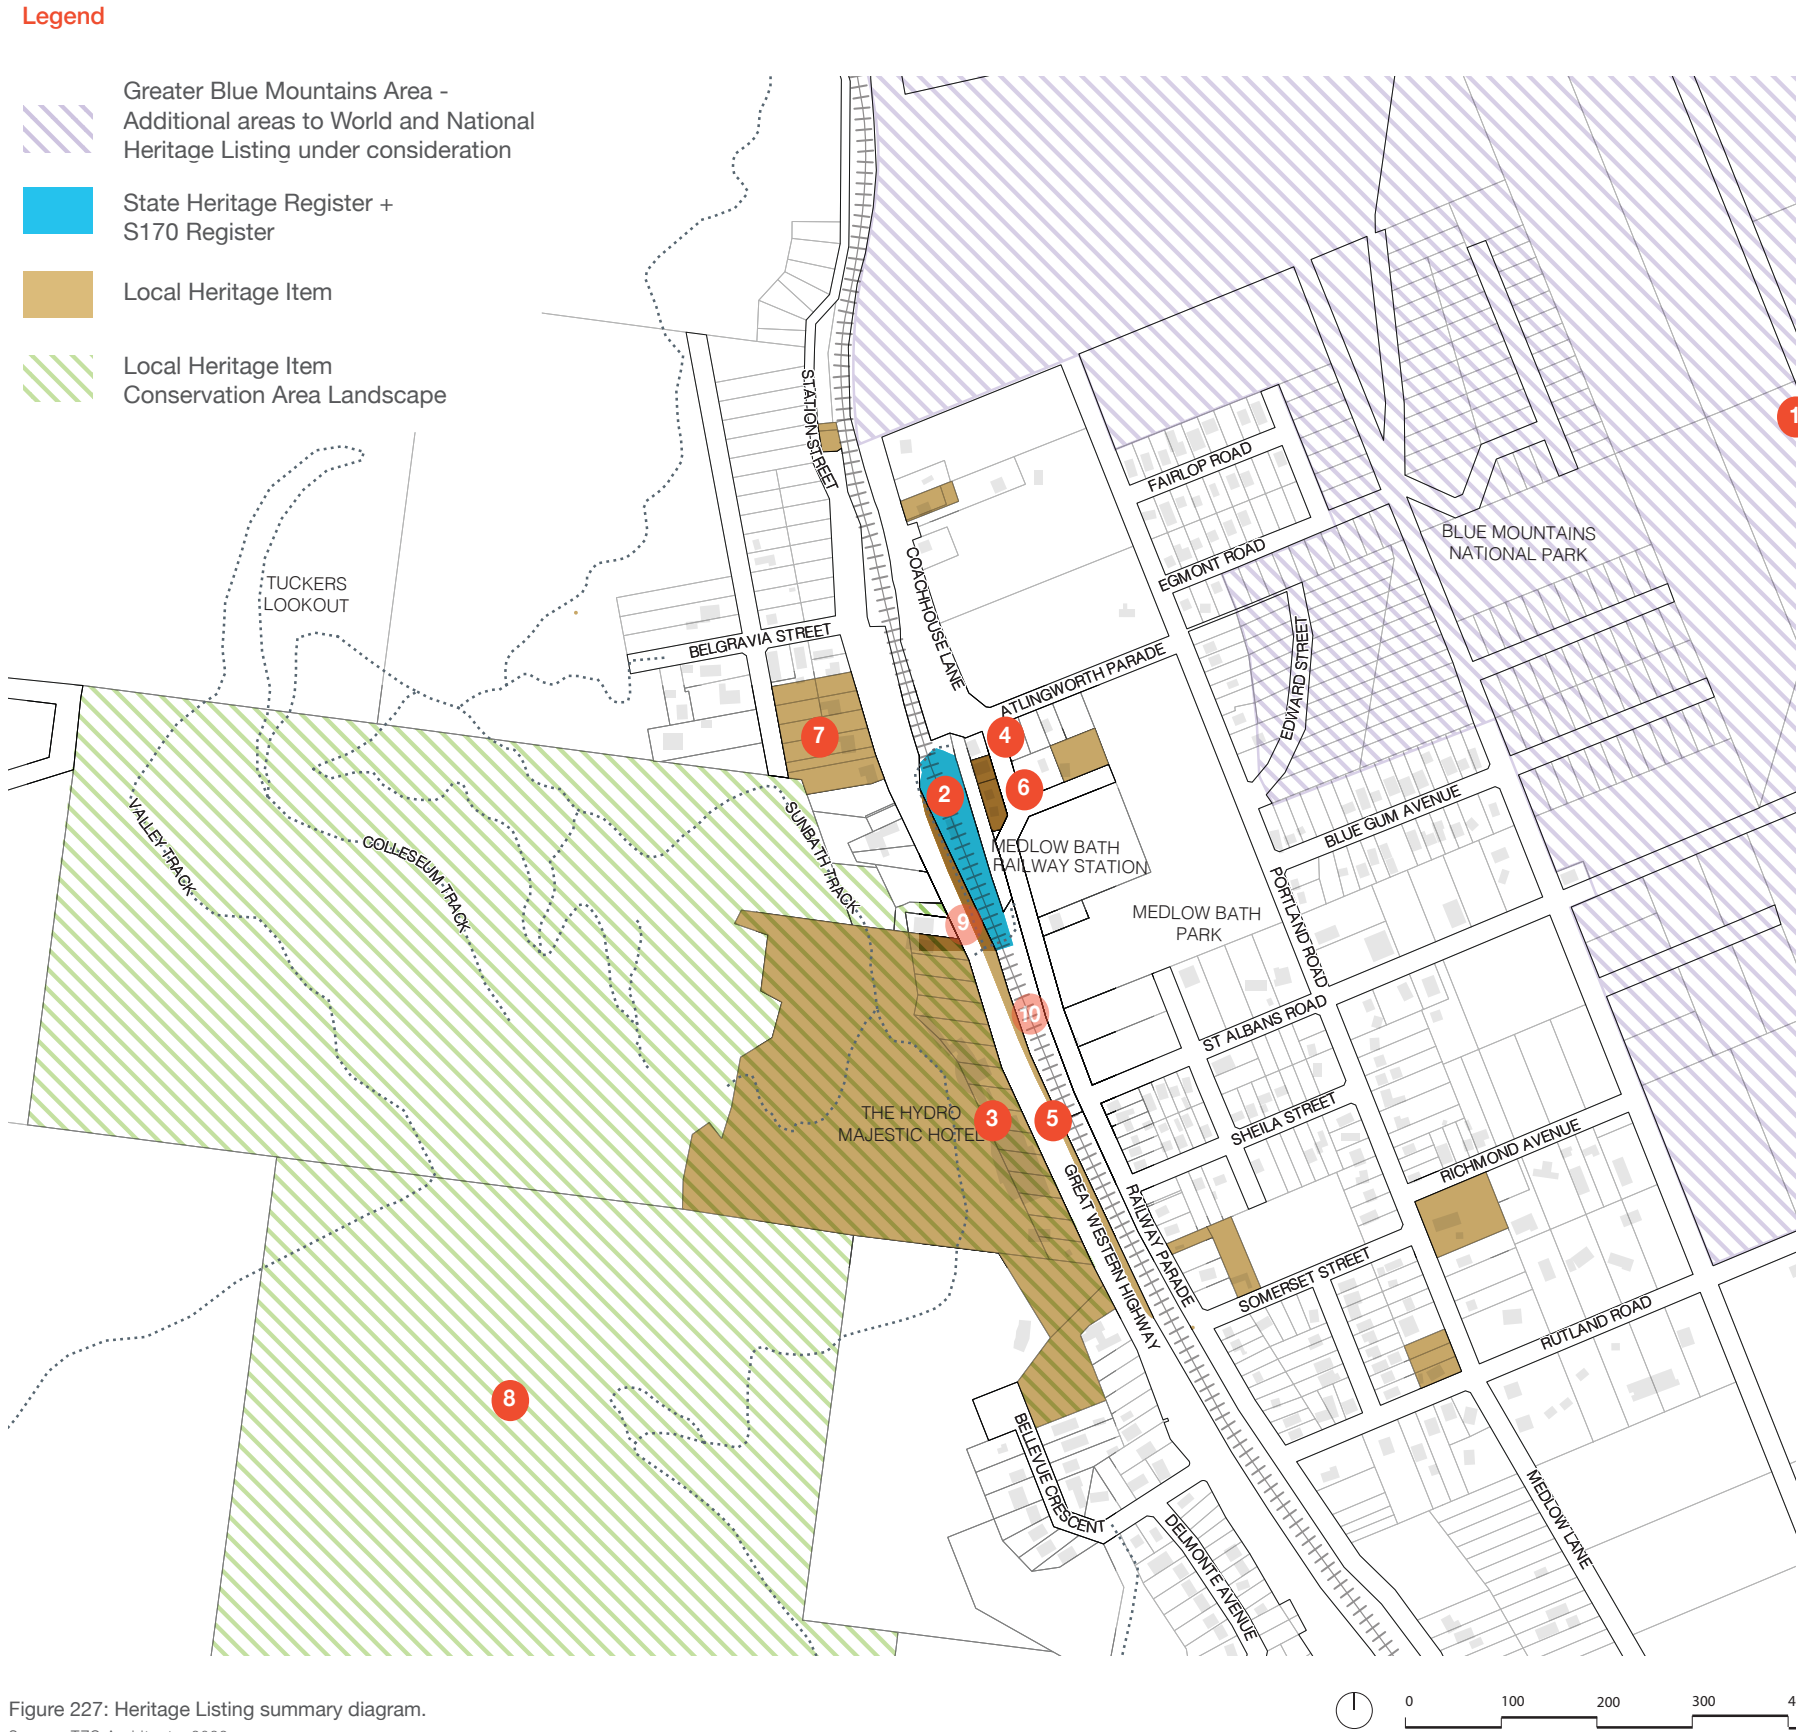 Legend
Greater Blue Mountains Area -
Additional areas to World and National
Heritage Listing under consideration
State Heritage Register +
S170 Register
Local Heritage Item
Local Heritage Item
Conservation Area Landscape
STATION STREET
1
FAIRLOP ROAD
BLUE MOUNTAINS
NATIONAL PARK
EGMONT ROAD
COACHHOUSE LANE
TUCKERS
LOOKOUT
BELGRAVIA STREET
EDWARD STREET
ATLINGWORTH PARADE
7
4
2
6
VALLEY TRACK
COLLESEUM TRACK
SUNBATH TRACK
BLUE GUM AVENUE
MEDLOW BATH
RAILWAY STATION
PORTLAND ROAD
MEDLOW BATH
PARK
9
10
ST ALBANS ROAD
THE HYDRO
MAJESTIC HOTEL
3
5
SHEILA STREET
RICHMOND AVENUE
GREAT WESTERN HIGHWAY
RAILWAY PARADE
SOMERSET STREET
RUTLAND ROAD
8
BELLEVUE CRESCENT
DELMONTE AVENUE
MEDLOW LANE
Figure 227: Heritage Listing summary diagram.
0 100 200 300 4